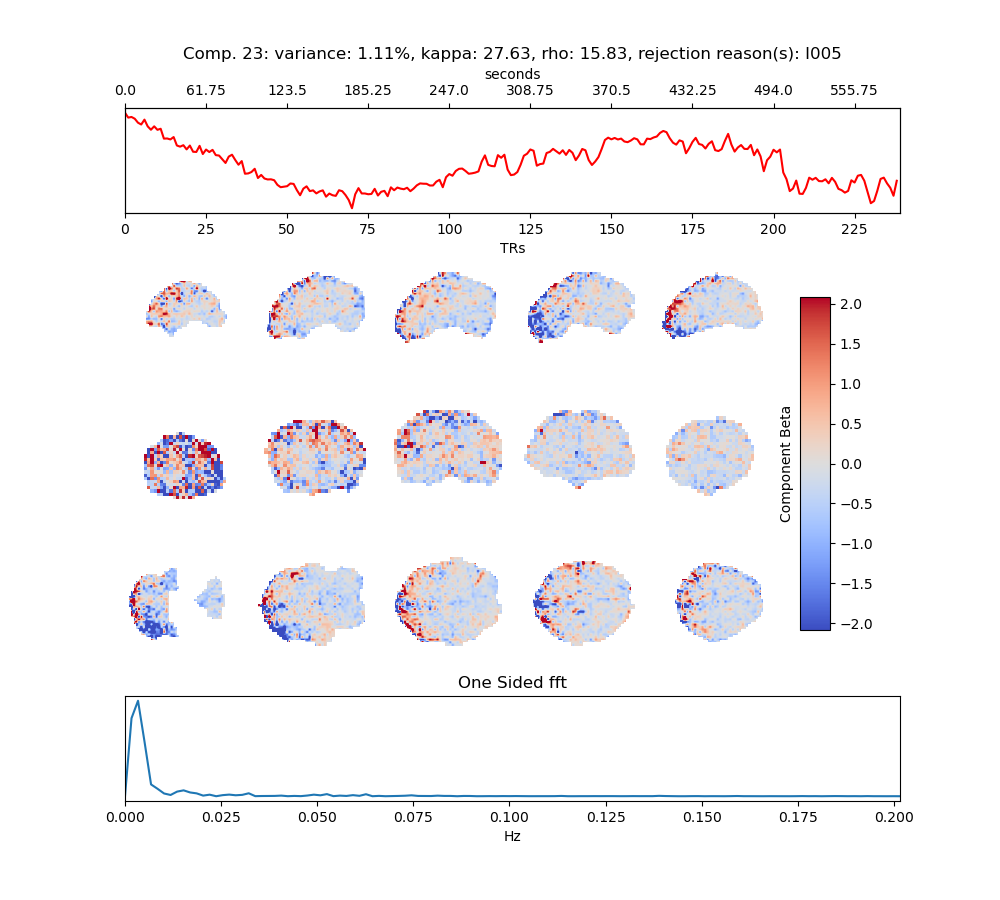 Comp. 23: variance: 1.11%, kappa: 27.63, rho: 15.83, rejection reason(s): I005
seconds
0.0 61.75 123.5 185.25 247.0 308.75 370.5 432.25 494.0 555.75
0 25 50 75 100 125 150 175 200 225
TRs
2.0
1.5
1.0
0.5
0.0
−0.5
−1.0
−1.5
−2.0
Component Beta
One Sided fft
0.000 0.025 0.050 0.075 0.100 0.125 0.150 0.175 0.200
Hz